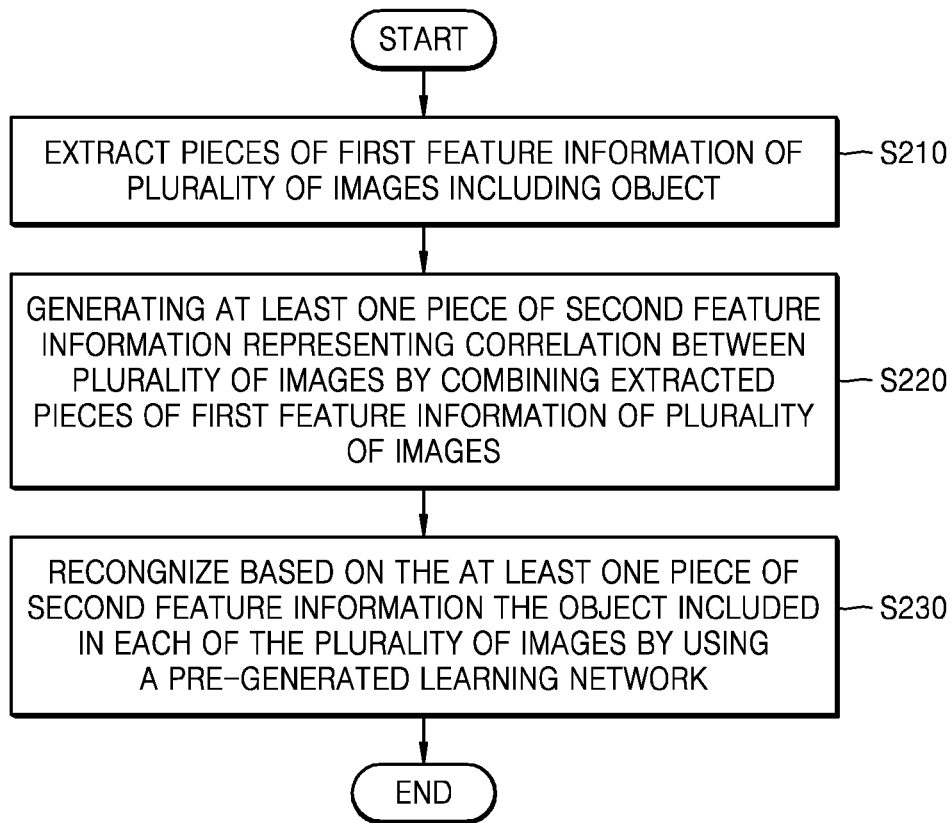 START
EXTRACT PIECES OF FIRST FEATURE INFORMATION OF
PLURALITY OF IMAGES INCLUDING OBJECT
S210
GENERATING AT LEAST ONE PIECE OF SECOND FEATURE
INFORMATION REPRESENTING CORRELATION BETWEEN
PLURALITY OF IMAGES BY COMBINING EXTRACTED
PIECES OF FIRST FEATURE INFORMATION OF PLURALITY
OF IMAGES
S220
RECONGNIZE BASED ON THE AT LEAST ONE PIECE OF
SECOND FEATURE INFORMATION THE OBJECT INCLUDED
IN EACH OF THE PLURALITY OF IMAGES BY USING
A PRE-GENERATED LEARNING NETWORK
S230
END